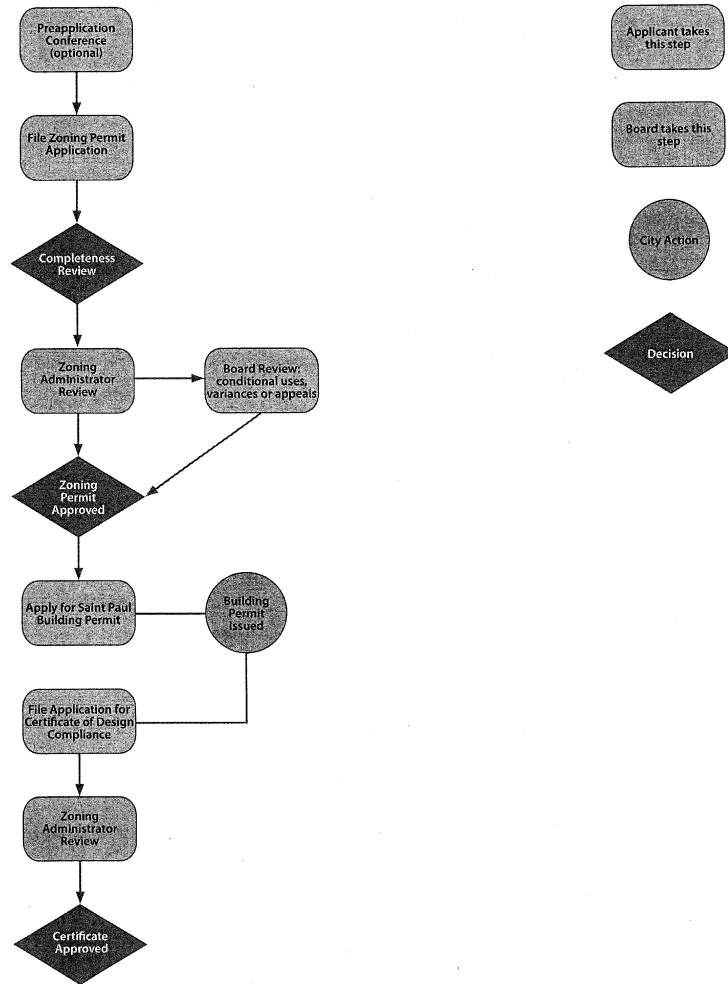 Preapplication
Conference
(optional)
File Zoning Permit
Application
Completeness
Review
Zoning
Administrator
Review
Board Review:
conditional uses,
variances or appeals
Zoning
Permit
Approved
Apply for Saint Paul
Building Permit
Building
Permit
Issued
File Application for
Certificate of Design
Compliance
Zoning
Administrator
Review
Certificate
Approved
Applicant takes
this step
Board takes this
step
City Action
Decision